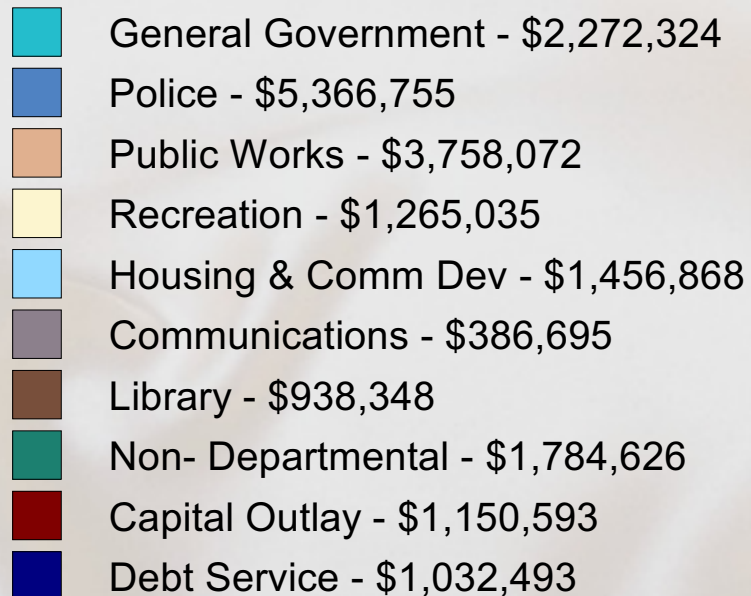 General Government - $2,272,324
Police - $5,366,755
Public Works - $3,758,072
Recreation - $1,265,035
Housing & Comm Dev - $1,456,868
Communications - $386,695
Library - $938,348
Non- Departmental - $1,784,626
Capital Outlay - $1,150,593
Debt Service - $1,032,493